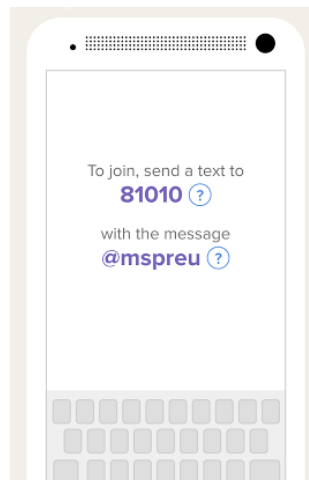 To join, send a text to
81010 ?
with the message
@mspreu ?